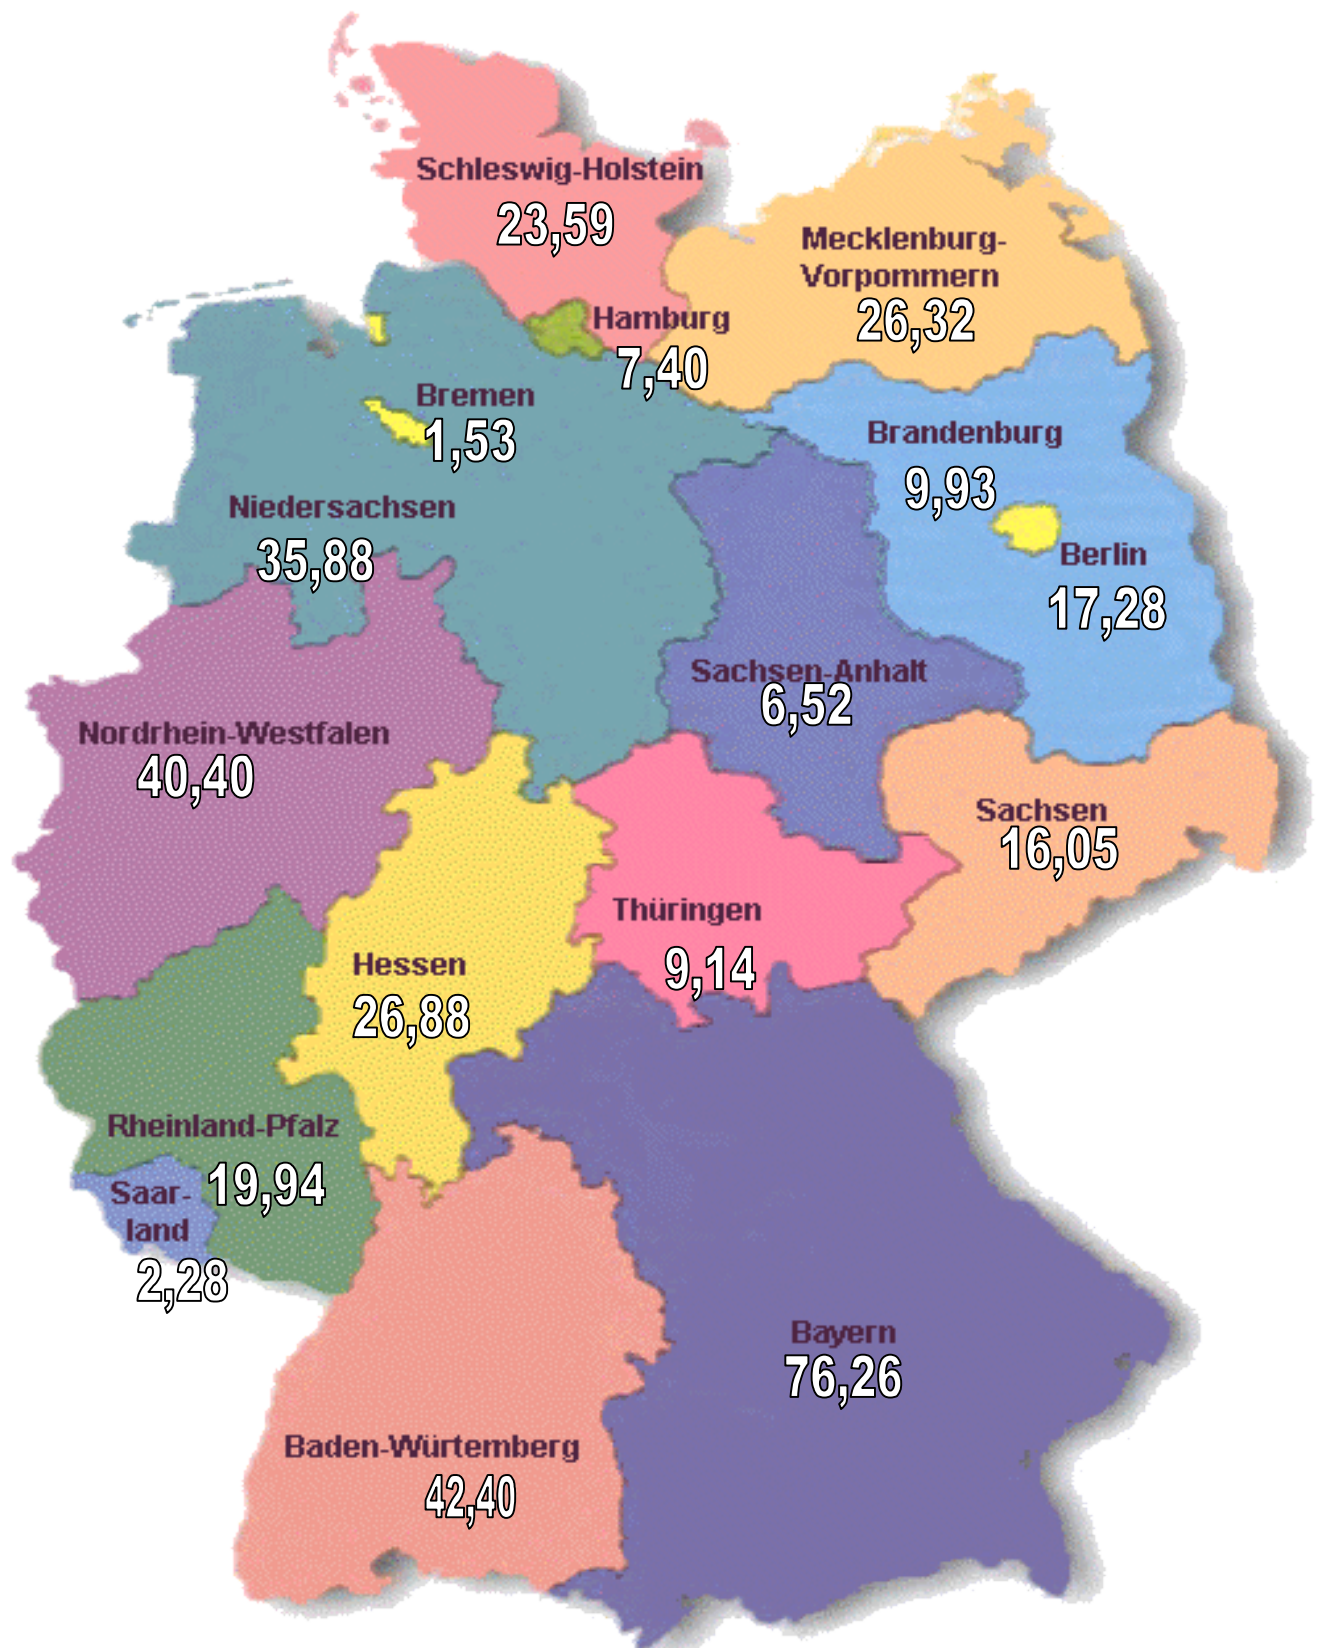 Schleswig-Holstein
23,59
Mecklenburg-
Vorpommern
26,32
Hamburg
7,40
Bremen
1,53
Brandenburg
9,93
Niedersachsen
35,88
Berlin
17,28
Sachsen-Anhalt
6,52
Nordrhein-Westfalen
40,40
Sachsen
16,05
Thüringen
9,14
Hessen
26,88
Rheinland-Pfalz
19,94
Saar-
land
2,28
Bayern
76,26
Baden-Würtemberg
42,40